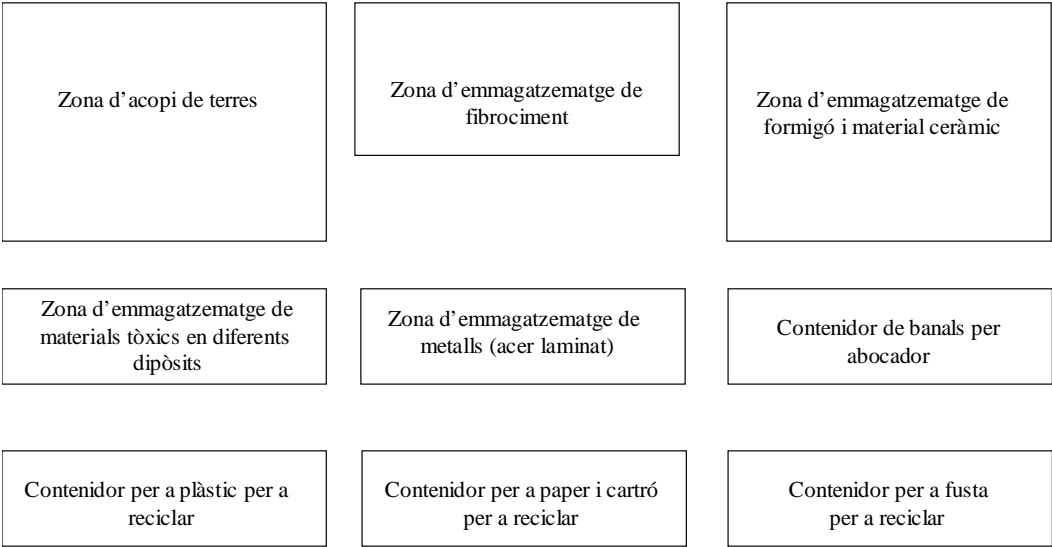 Zona d'acopi de terres
Zona d'emmagatzematge de
fibrociment
Zona d'emmagatzematge de
formigó i material ceràmic
Zona d'emmagatzematge de
materials tòxics en diferents
dipòsits
Zona d'emmagatzematge de
metalls (acer laminat)
Contenidor de banals per
abocador
Contenidor per a plàstic per a
reciclar
Contenidor per a paper i cartró
per a reciclar
Contenidor per a fusta
per a reciclar